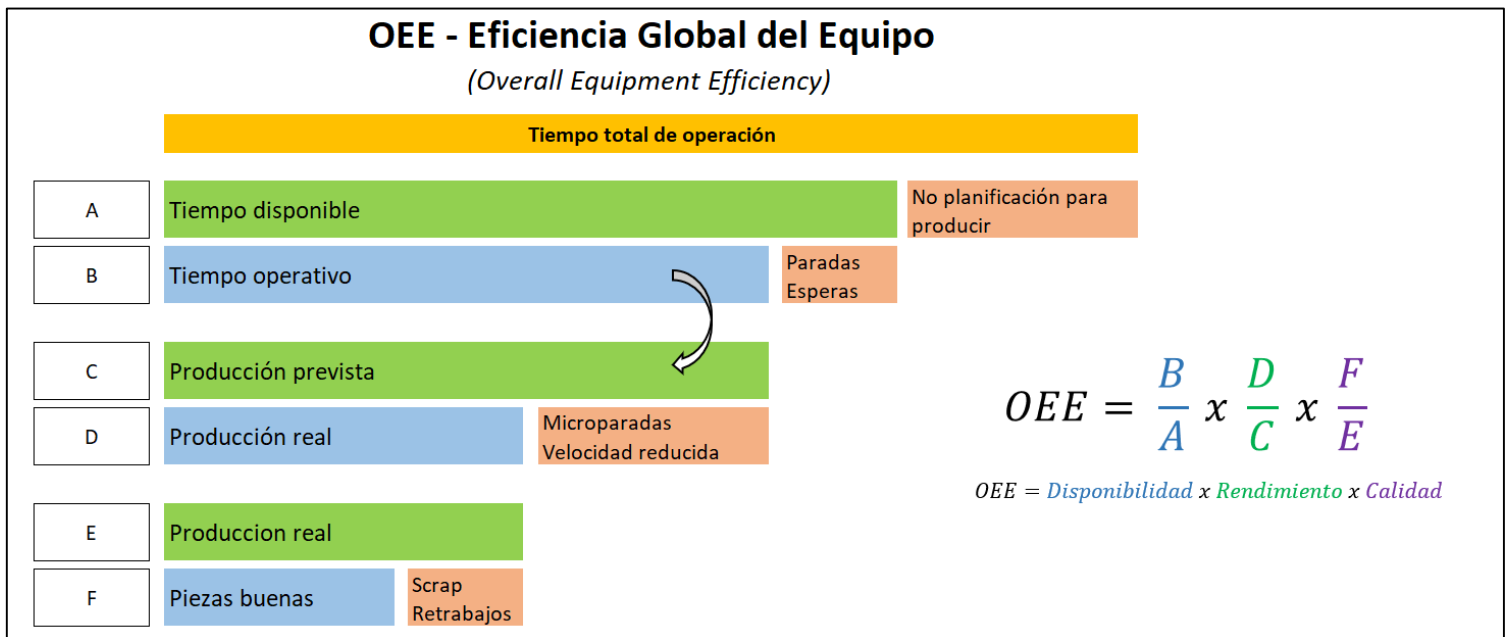 OEE - Eficiencia Global del Equipo
(Overall Equipment Efficiency)
Tiempo total de operación
A
Tiempo disponible
No planificación para
producir
B
Tiempo operativo
Paradas
Esperas
C
Producción prevista
D
Producción real
Microparadas
Velocidad reducida
OEE = B/A x D/C x F/E
OEE = Disponibilidad x Rendimiento x Calidad
E
Produccion real
F
Piezas buenas
Scrap
Retrabajos